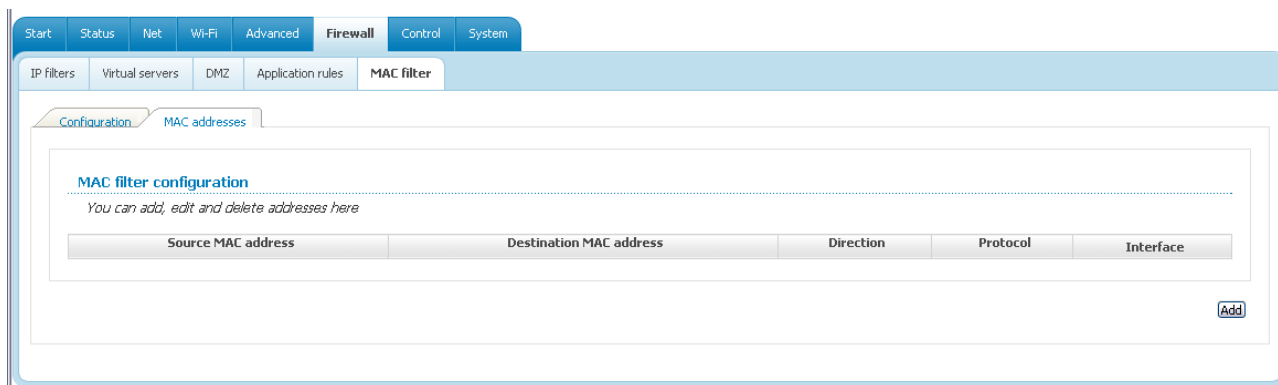 Start Status Net Wi-Fi Advanced Firewall Control System
IP filters Virtual servers DMZ Application rules MAC filter
Configuration MAC addresses
MAC filter configuration
You can add, edit and delete addresses here
Source MAC address Destination MAC address Direction Protocol Interface
Add